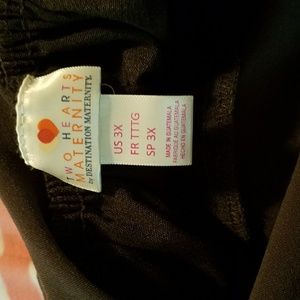 TWO HEARTS
MATERNITY
BY DESTINATION MATERNITY.
US 3X
FR TTTG
SP 3X
MADE IN GUATEMALA
FABRIQUÉ AU GUATEMALA
HECHO EN GUATEMALA